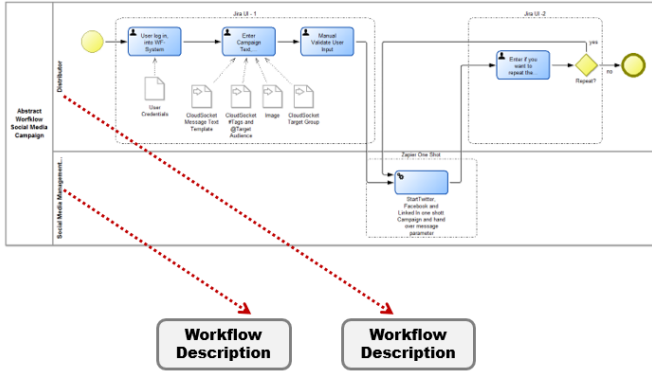 Jira UI - 1
Jira UI -2
User log in,
into WF-
System
Enter
Campaign
Text,...
Manual
Validate User
Input
yes
Enter if you
want to
repeat the...
no
Repeat?
User
Credentials
CloudSocket
Message Text
Template
CloudSocket
#Tags and
@Target
Audience
Image
CloudSocket
Target Group
Abstract
Worfklow
Social Media
Campaign
Distributor
Social Media Management...
Zapier One Shot
StartTwitter,
Facebook and
Linked In one shot
Campaign and hand
over message
parameter
Workflow
Description
Workflow
Description